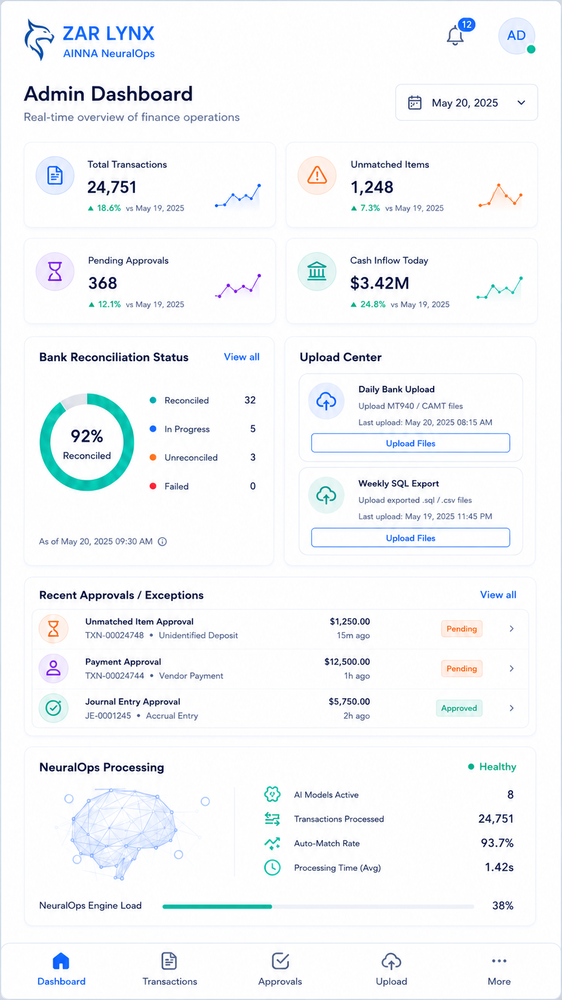 ZAR LYNX
AINNA NeuralOps
12
AD
Admin Dashboard
Real-time overview of finance operations
May 20, 2025
Total Transactions
24,751
▲ 18.6% vs May 19, 2025
Unmatched Items
1,248
▲ 7.3% vs May 19, 2025
Pending Approvals
368
▲ 12.1% vs May 19, 2025
Cash Inflow Today
$3.42M
▲ 24.8% vs May 19, 2025
Bank Reconciliation Status
View all
92%
Reconciled
Reconciled 32
In Progress 5
Unreconciled 3
Failed 0
As of May 20, 2025 09:30 AM
Upload Center
Daily Bank Upload
Upload MT940 / CAMT files
Last upload: May 20, 2025 08:15 AM
Upload Files
Weekly SQL Export
Upload exported .sql / .csv files
Last upload: May 19, 2025 11:45 PM
Upload Files
Recent Approvals / Exceptions
View all
Unmatched Item Approval
TXN-00024748 • Unidentified Deposit
$1,250.00
15m ago
Pending
Payment Approval
TXN-00024744 • Vendor Payment
$12,500.00
1h ago
Pending
Journal Entry Approval
JE-0001245 • Accrual Entry
$5,750.00
2h ago
Approved
NeuralOps Processing
Healthy
AI Models Active 8
Transactions Processed 24,751
Auto-Match Rate 93.7%
Processing Time (Avg) 1.42s
NeuralOps Engine Load 38%
Dashboard
Transactions
Approvals
Upload
More